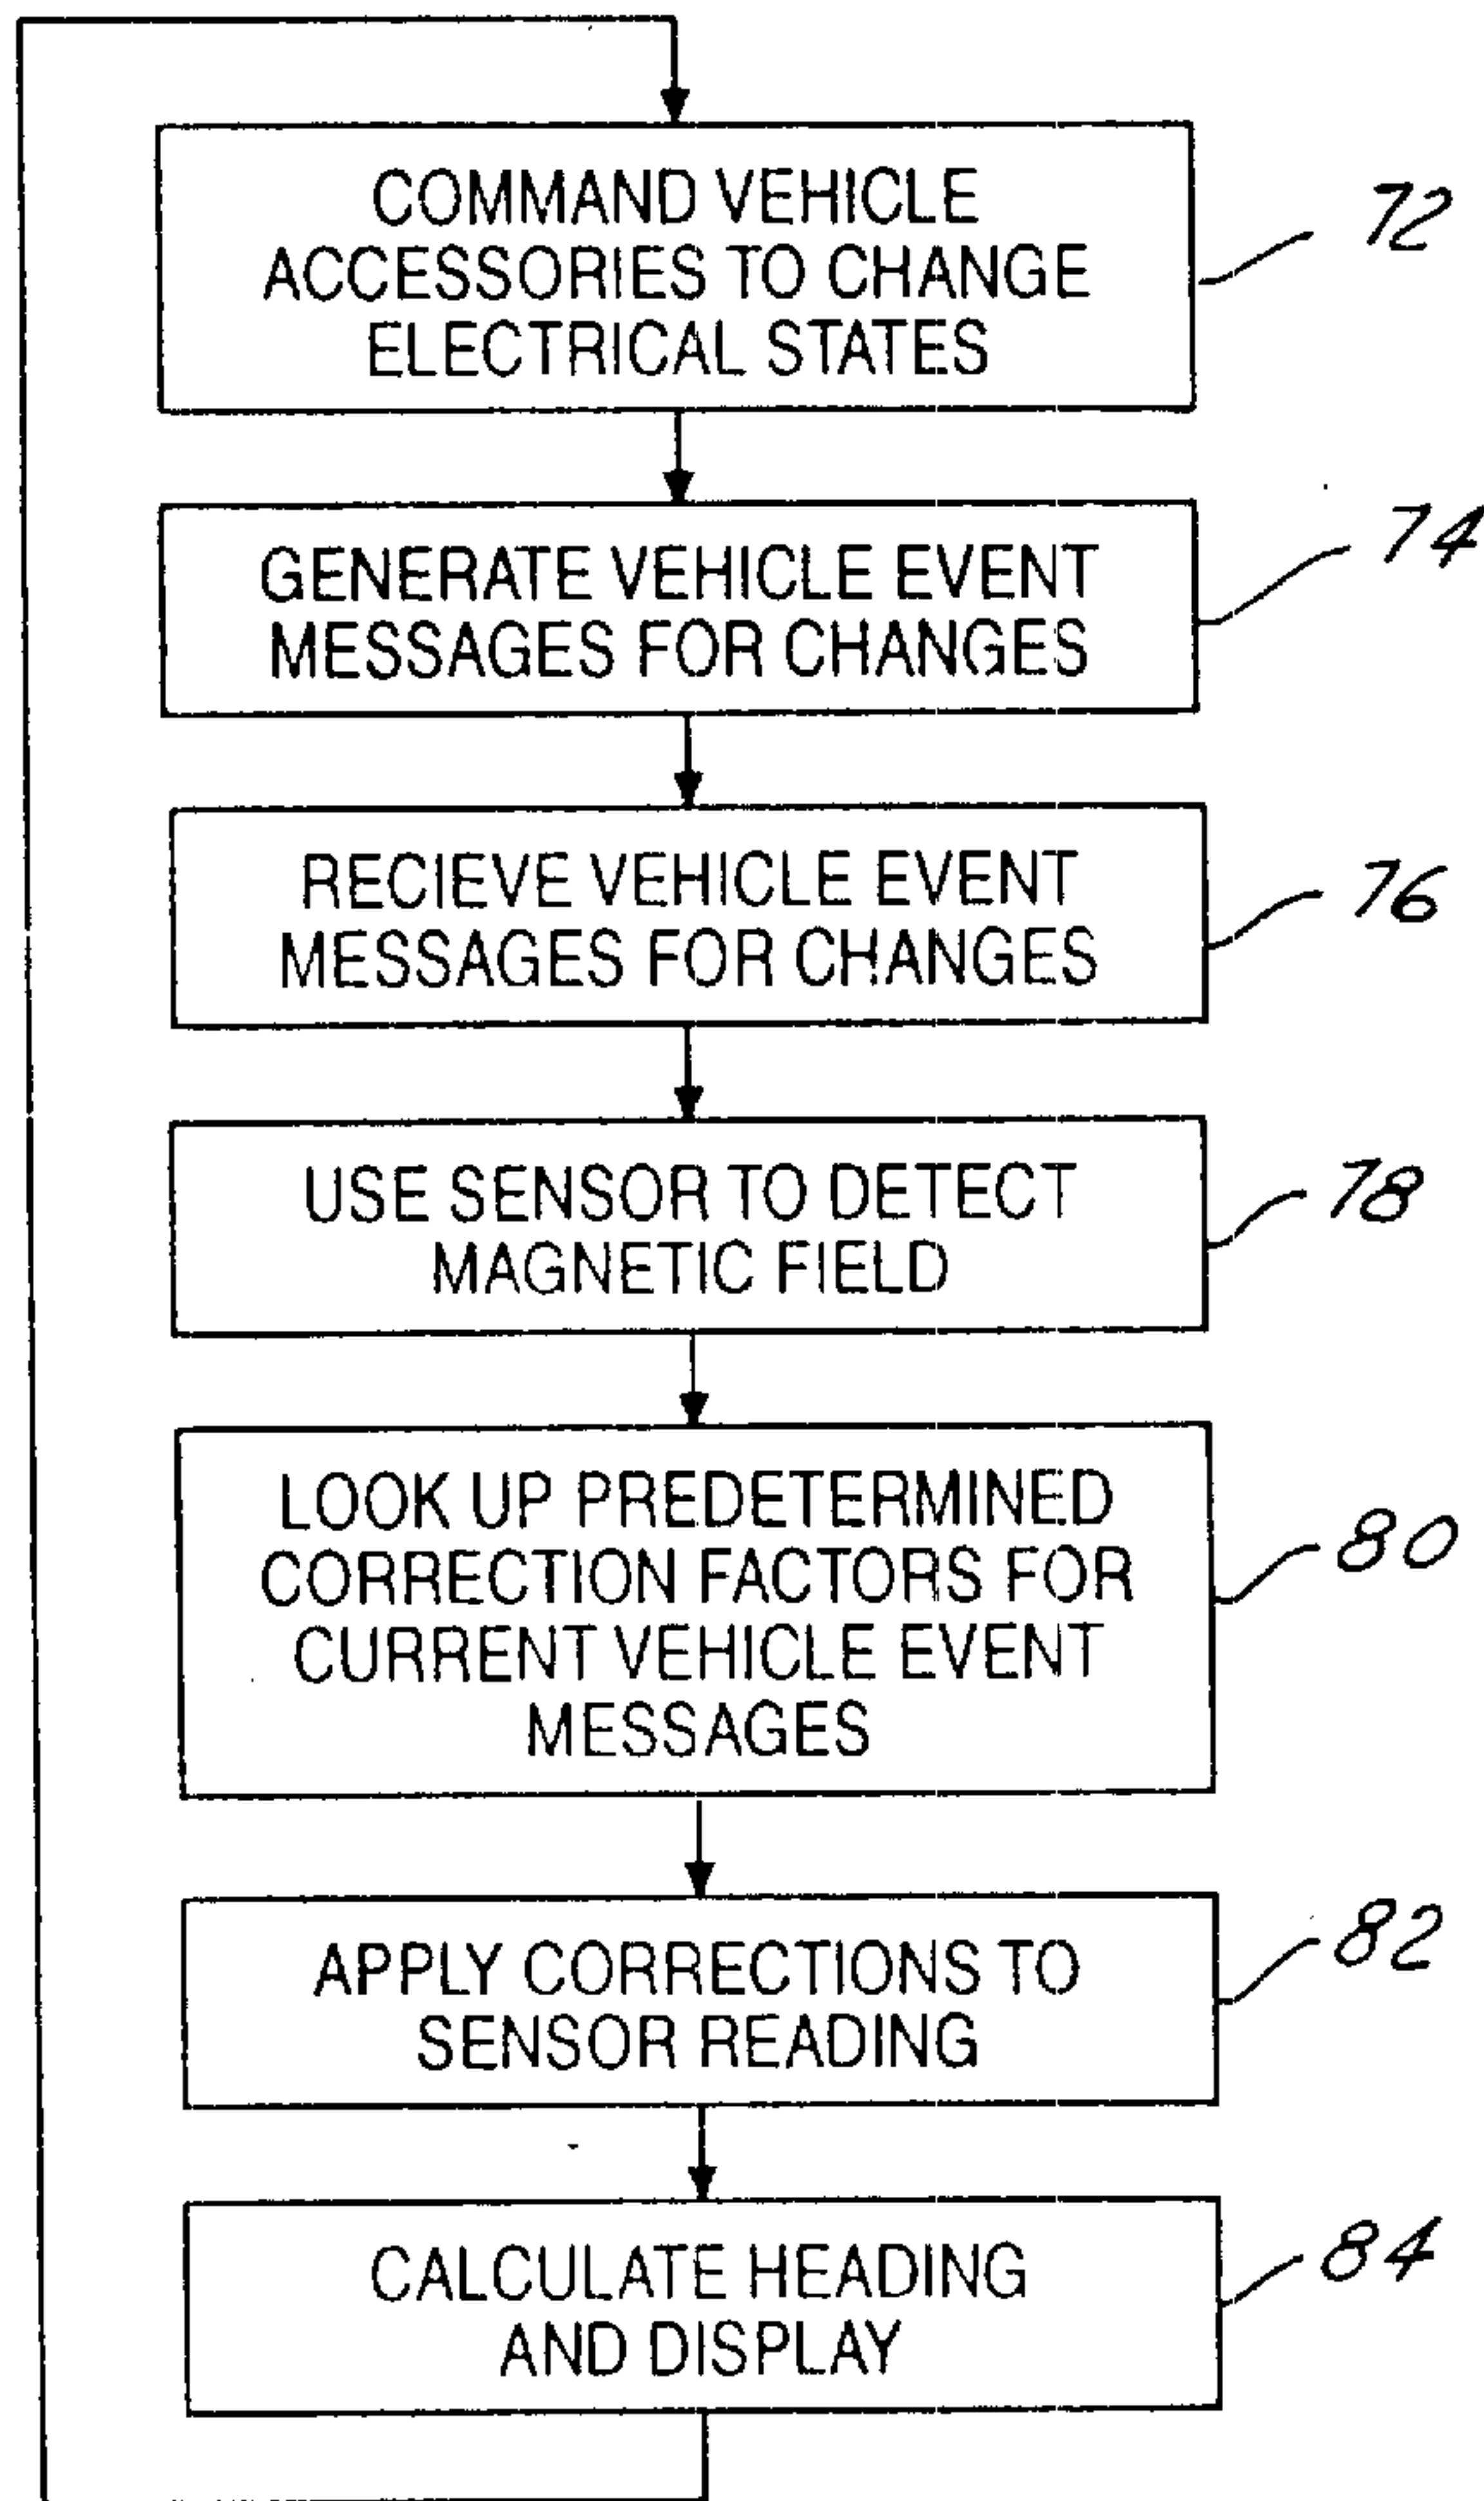 COMMAND VEHICLE
ACCESSORIES TO CHANGE
ELECTRICAL STATES
72
GENERATE VEHICLE EVENT
MESSAGES FOR CHANGES
74
RECIEVE VEHICLE EVENT
MESSAGES FOR CHANGES
76
USE SENSOR TO DETECT
MAGNETIC FIELD
78
LOOK UP PREDETERMINED
CORRECTION FACTORS FOR
CURRENT VEHICLE EVENT
MESSAGES
80
APPLY CORRECTIONS TO
SENSOR READING
82
CALCULATE HEADING
AND DISPLAY
84